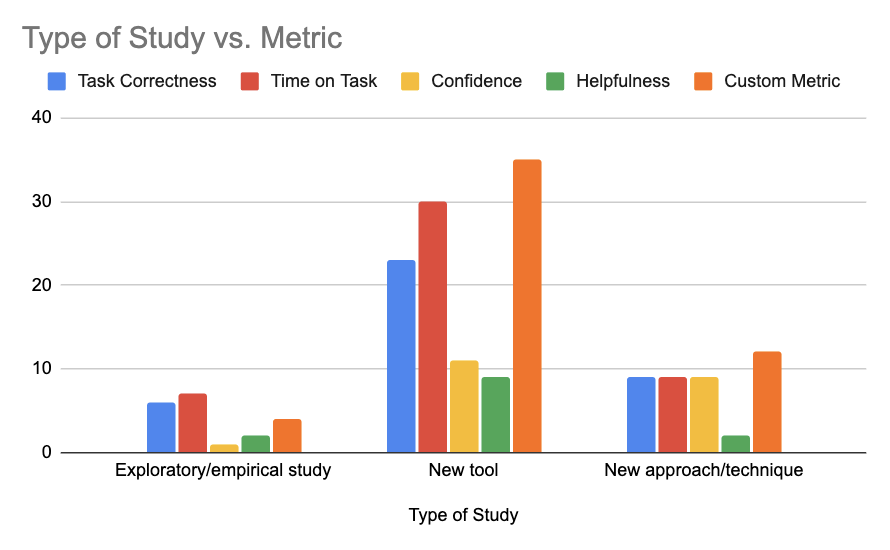 Type of Study vs. Metric
Task Correctness Time on Task Confidence Helpfulness Custom Metric
40
30
20
10
0
Exploratory/empirical study New tool New approach/technique
Type of Study